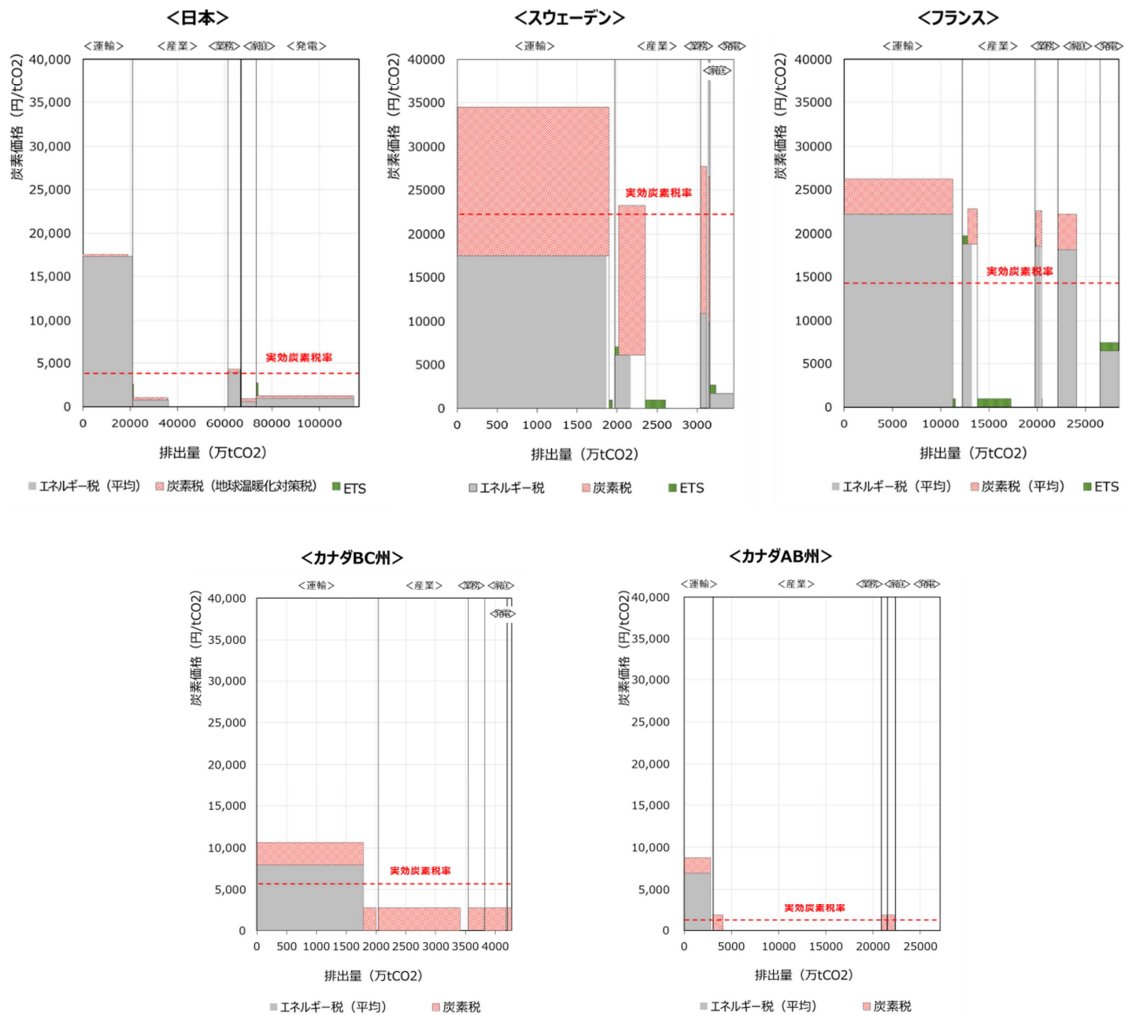 ＜日本＞
＜運輸＞ ＜産業＞ ＜業務＞ ＜家庭＞ ＜発電＞
炭素価格（円/tCO2）
40,000
35,000
30,000
25,000
20,000
15,000
10,000
5,000
0
実効炭素税率
0 20000 40000 60000 80000 100000
排出量（万tCO2）
エネルギー税（平均） 炭素税（地球温暖化対策税） ETS
＜スウェーデン＞
＜運輸＞ ＜産業＞ ＜業務＞ ＜発電＞
＜家庭＞
炭素価格（円/tCO2）
40000
35000
30000
25000
20000
15000
10000
5000
0
実効炭素税率
0 500 1000 1500 2000 2500 3000
排出量（万tCO2）
エネルギー税 炭素税 ETS
＜フランス＞
＜運輸＞ ＜産業＞ ＜業務＞ ＜家庭＞ ＜発電＞
炭素価格（円/tCO2）
40000
35000
30000
25000
20000
15000
10000
5000
0
実効炭素税率
0 5000 10000 15000 20000 25000
排出量（万tCO2）
エネルギー税（平均） 炭素税（平均） ETS
＜カナダBC州＞
＜運輸＞ ＜産業＞ ＜業務＞ ＜家庭＞
＜発電＞
炭素価格（円/tCO2）
40,000
35,000
30,000
25,000
20,000
15,000
10,000
5,000
0
実効炭素税率
0 500 1000 1500 2000 2500 3000 3500 4000
排出量（万tCO2）
エネルギー税（平均） 炭素税
＜カナダAB州＞
＜運輸＞ ＜産業＞ ＜業務＞ ＜家庭＞ ＜発電＞
炭素価格（円/tCO2）
40,000
35,000
30,000
25,000
20,000
15,000
10,000
5,000
0
実効炭素税率
0 5000 10000 15000 20000 25000
排出量（万tCO2）
エネルギー税（平均） 炭素税